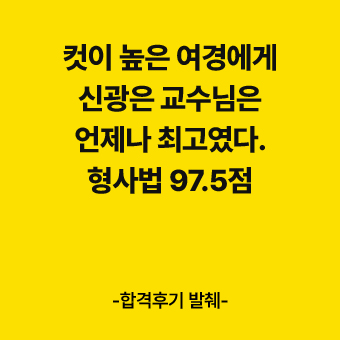 컷이 높은 여경에게
신광은 교수님은
언제나 최고였다.
형사법 97.5점
-합격후기 발췌-